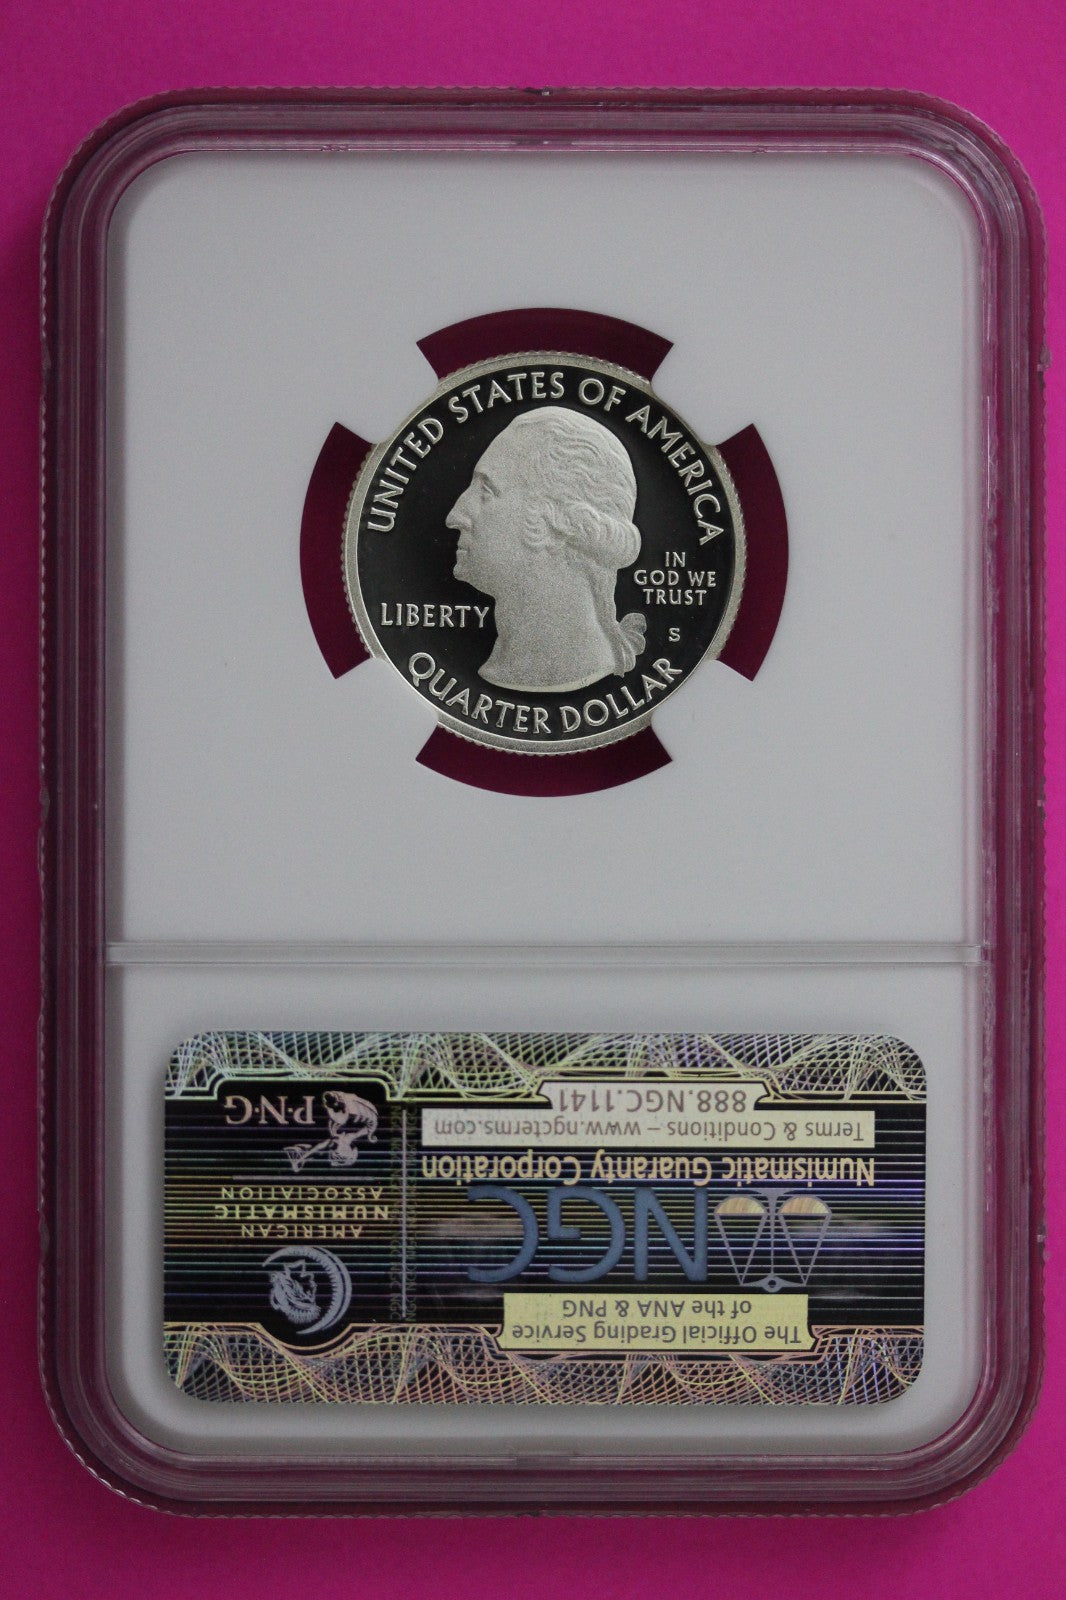 UNITED STATES OF AMERICA
LIBERTY
IN
GOD WE
TRUST
S
QUARTER DOLLAR
The Official Grading Service
of the ANA & PNG
NGC
Numismatic Guaranty Corporation
Terms & Conditions – www.ngcterms.com
888.NGC.1141
AMERICAN
NUMISMATIC
ASSOCIATION
P·N·G